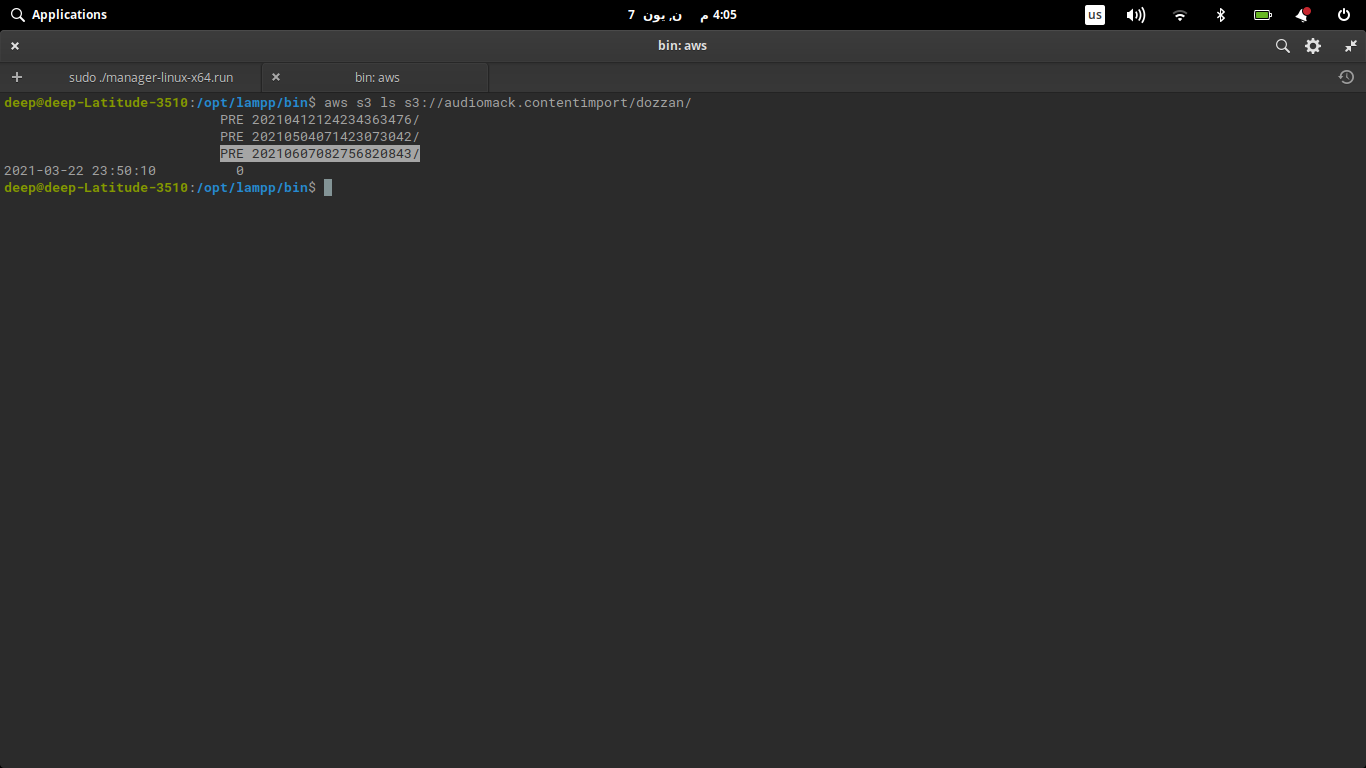 Applications
7 ن, يون 4:05 م
us
bin: aws
sudo ./manager-linux-x64.run
bin: aws
deep@deep-Latitude-3510:/opt/lampp/bin$ aws s3 ls s3://audiomack.contentimport/dozzan/
PRE 20210412124234363476/
PRE 20210504071423073042/
PRE 20210607082756820843/
2021-03-22 23:50:10 0
deep@deep-Latitude-3510:/opt/lampp/bin$